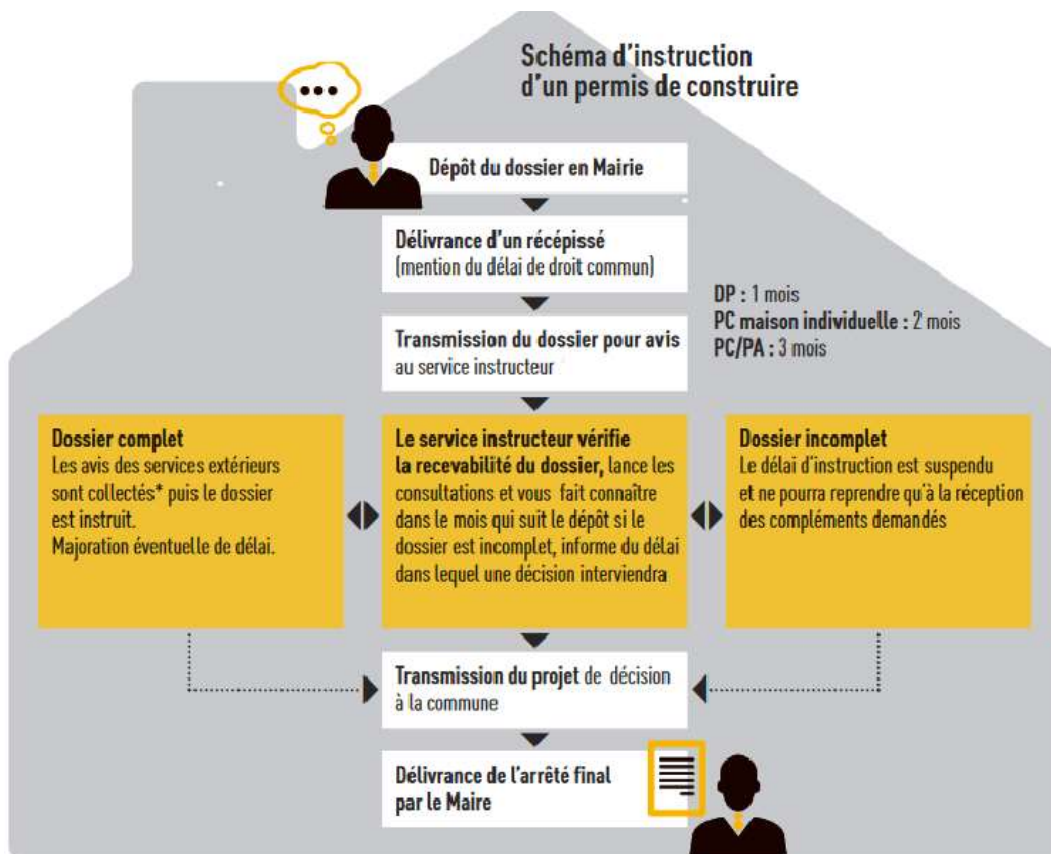 Schéma d'instruction
d'un permis de construire
•••
Dépôt du dossier en Mairie
Délivrance d'un récépissé
(mention du délai de droit commun)
DP : 1 mois
PC maison individuelle : 2 mois
PC/PA : 3 mois
Transmission du dossier pour avis
au service instructeur
Dossier complet
Les avis des services extérieurs
sont collectés* puis le dossier
est instruit.
Majoration éventuelle de délai.
Le service instructeur vérifie
la recevabilité du dossier, lance les
consultations et vous fait connaître
dans le mois qui suit le dépôt si le
dossier est incomplet, informe du délai
dans lequel une décision interviendra
Dossier incomplet
Le délai d'instruction est suspendu
et ne pourra reprendre qu'à la réception
des compléments demandés
Transmission du projet de décision
à la commune
Délivrance de l'arrêté final
par le Maire